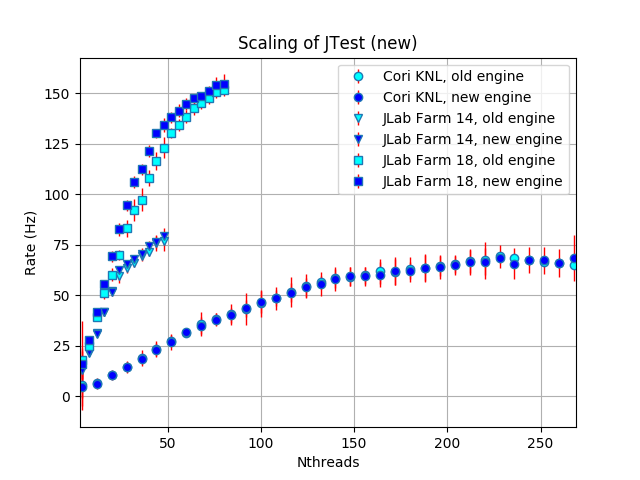 Scaling of JTest (new)
Cori KNL, old engine
Cori KNL, new engine
JLab Farm 14, old engine
JLab Farm 14, new engine
JLab Farm 18, old engine
JLab Farm 18, new engine
Rate (Hz)
150
125
100
75
50
25
0
50 100 150 200 250
Nthreads